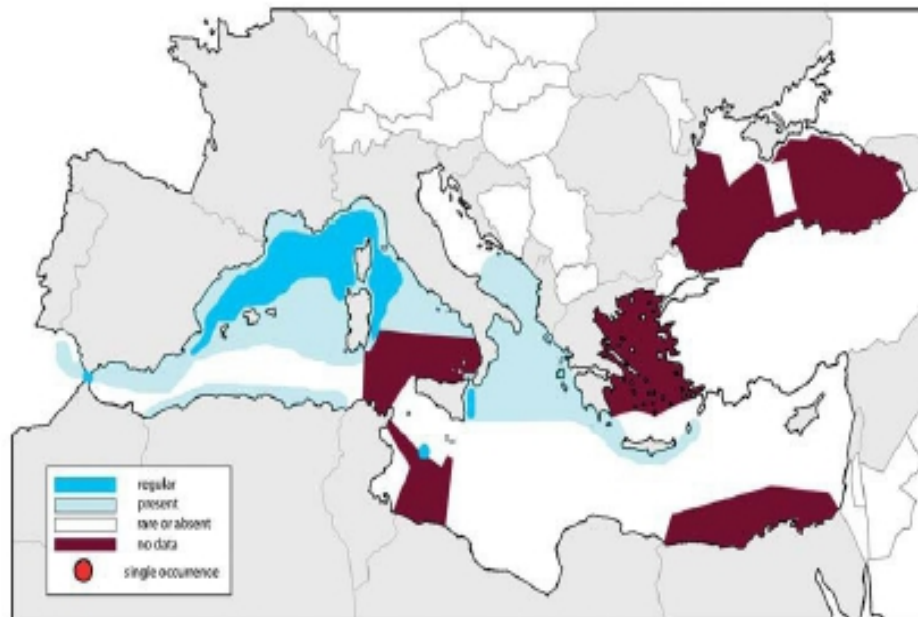 regular
present
rare or absent
no data
single occurrence